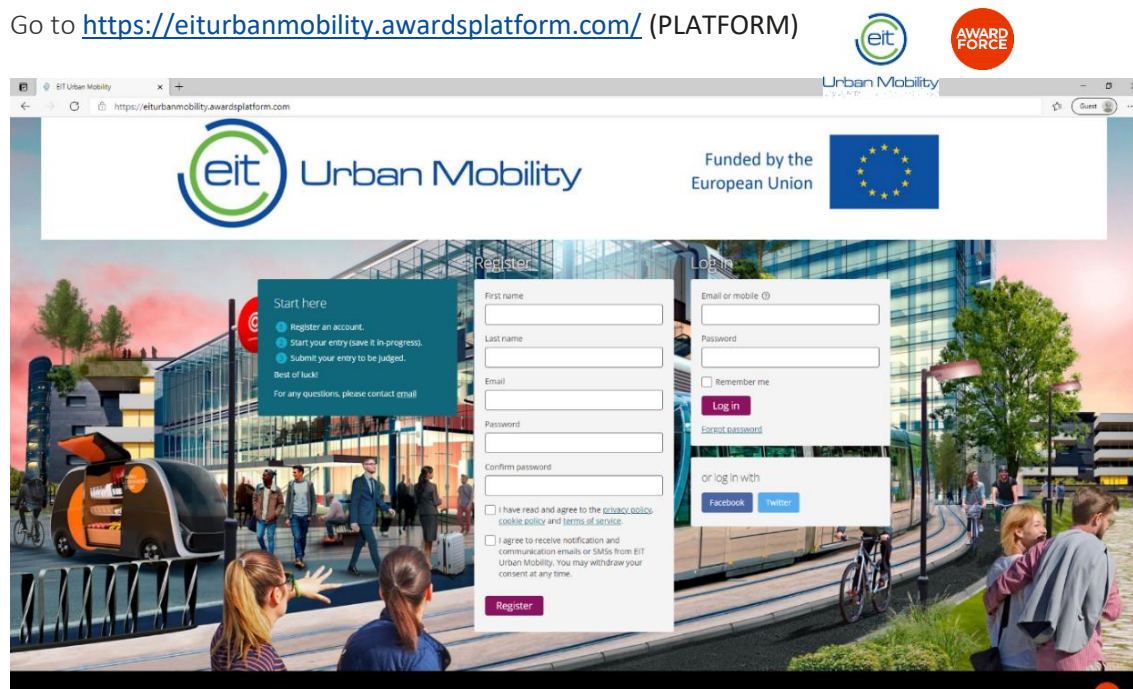 Go to https://eiturbanmobility.awardsplatform.com/ (PLATFORM)
eit
Urban Mobility
AWARD
FORCE
EIT Urban Mobility
https://eiturbanmobility.awardsplatform.com
Guest
eit Urban Mobility
Funded by the
European Union
Start here
1 Register an account.
2 Start your entry (save it in-progress).
3 Submit your entry to be judged.
Best of luck!
For any questions, please contact email
Register
First name
Last name
Email
Password
Confirm password
I have read and agree to the privacy policy,
cookie policy and terms of service.
I agree to receive notification and
communication emails or SMSs from EIT
Urban Mobility. You may withdraw your
consent at any time.
Register
Log in
Email or mobile
Password
Remember me
Log in
Forgot password
or log in with
Facebook Twitter